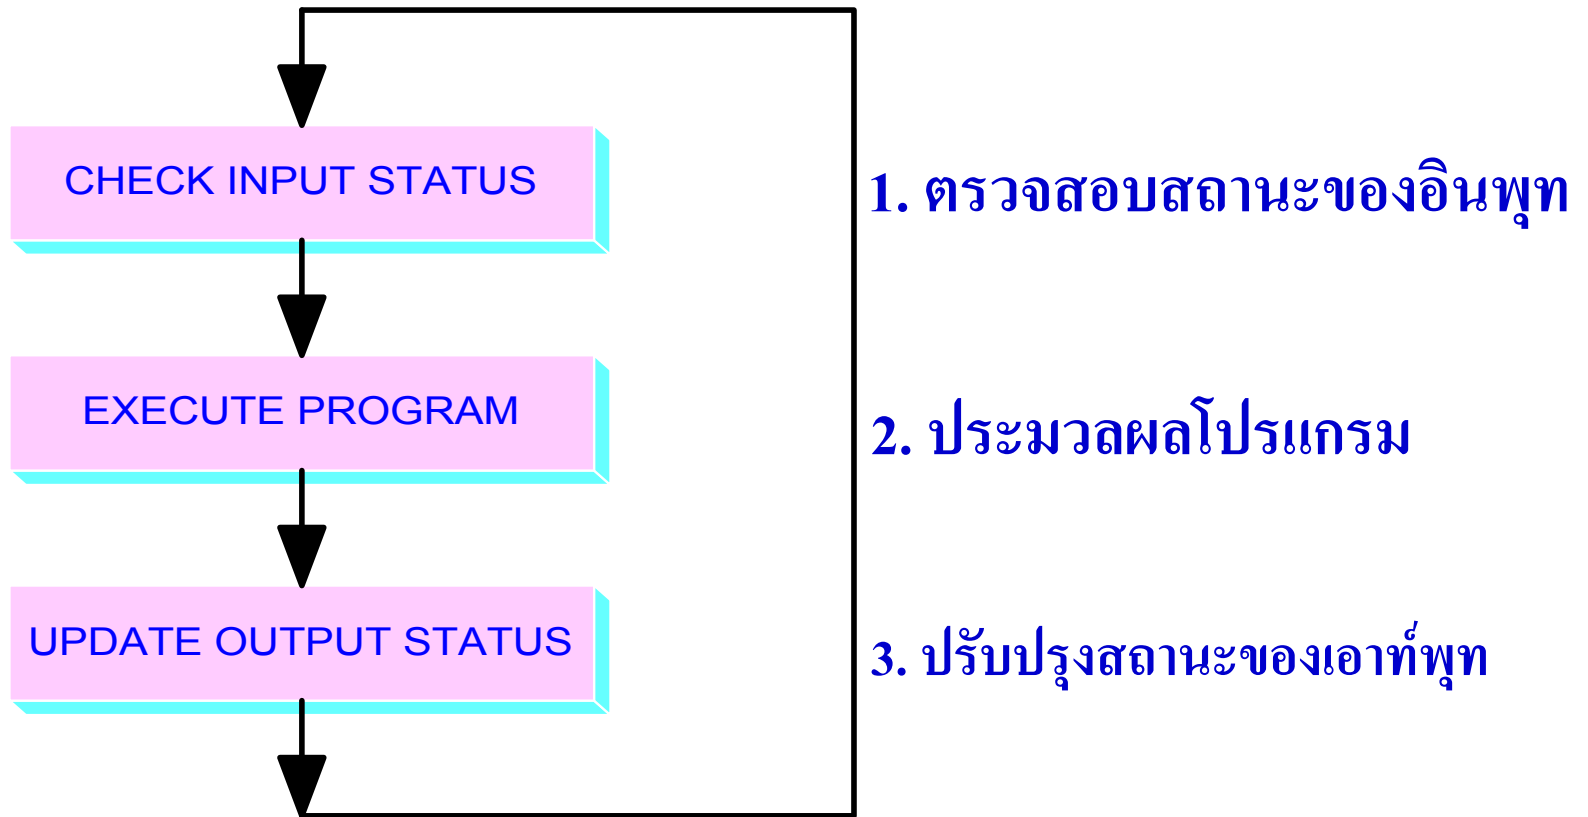 CHECK INPUT STATUS
1. ตรวจสอบสถานะของอินพุท
EXECUTE PROGRAM
2. ประมวลผลโปรแกรม
UPDATE OUTPUT STATUS
3. ปรับปรุงสถานะของเอาท์พุท